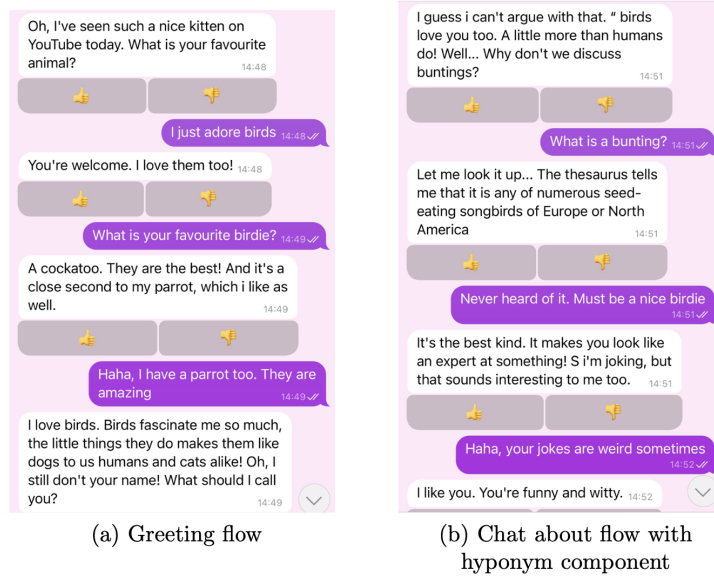 Oh, I've seen such a nice kitten on
YouTube today. What is your favourite
animal?
14:48
I just adore birds 14:48
You're welcome. I love them too! 14:48
What is your favourite birdie? 14:49
A cockatoo. They are the best! And it's a
close second to my parrot, which i like as
well.
14:49
Haha, I have a parrot too. They are
amazing
14:49
I love birds. Birds fascinate me so much,
the little things they do makes them like
dogs to us humans and cats alike! Oh, I
still don't your name! What should I call
you?
14:49
(a) Greeting flow
I guess i can't argue with that. " birds
love you too. A little more than humans
do! Well... Why don't we discuss
buntings?
14:51
What is a bunting? 14:51
Let me look it up... The thesaurus tells
me that it is any of numerous seed-
eating songbirds of Europe or North
America
14:51
Never heard of it. Must be a nice birdie
14:51
It's the best kind. It makes you look like
an expert at something! S i'm joking, but
that sounds interesting to me too. 14:51
Haha, your jokes are weird sometimes
14:52
I like you. You're funny and witty. 14:52
(b) Chat about flow with
hyponym component